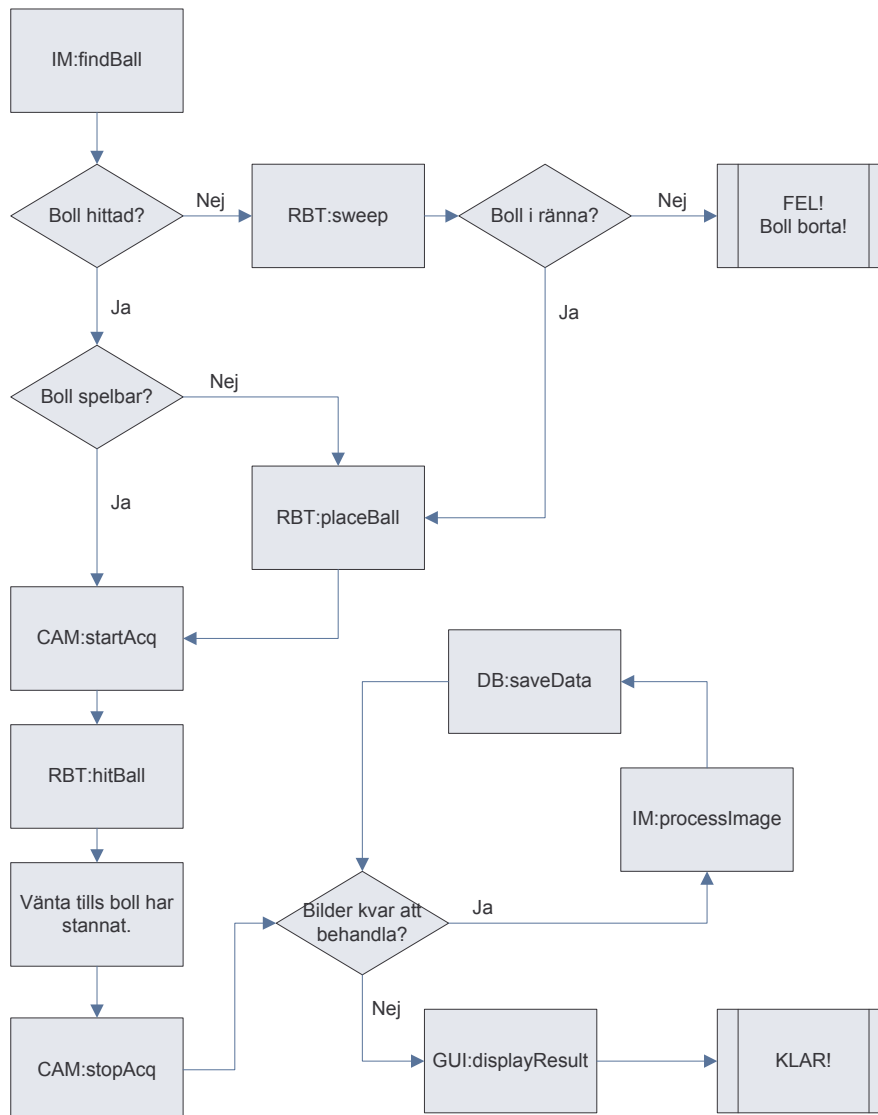 IM:findBall
Boll hittad?
Nej
RBT:sweep
Boll i ränna?
Nej
FEL!
Boll borta!
Ja
Ja
Boll spelbar?
Nej
Ja
RBT:placeBall
CAM:startAcq
DB:saveData
RBT:hitBall
IM:processImage
Vänta tills boll har
stannat.
Bilder kvar att
behandla?
Ja
Nej
CAM:stopAcq
GUI:displayResult
KLAR!